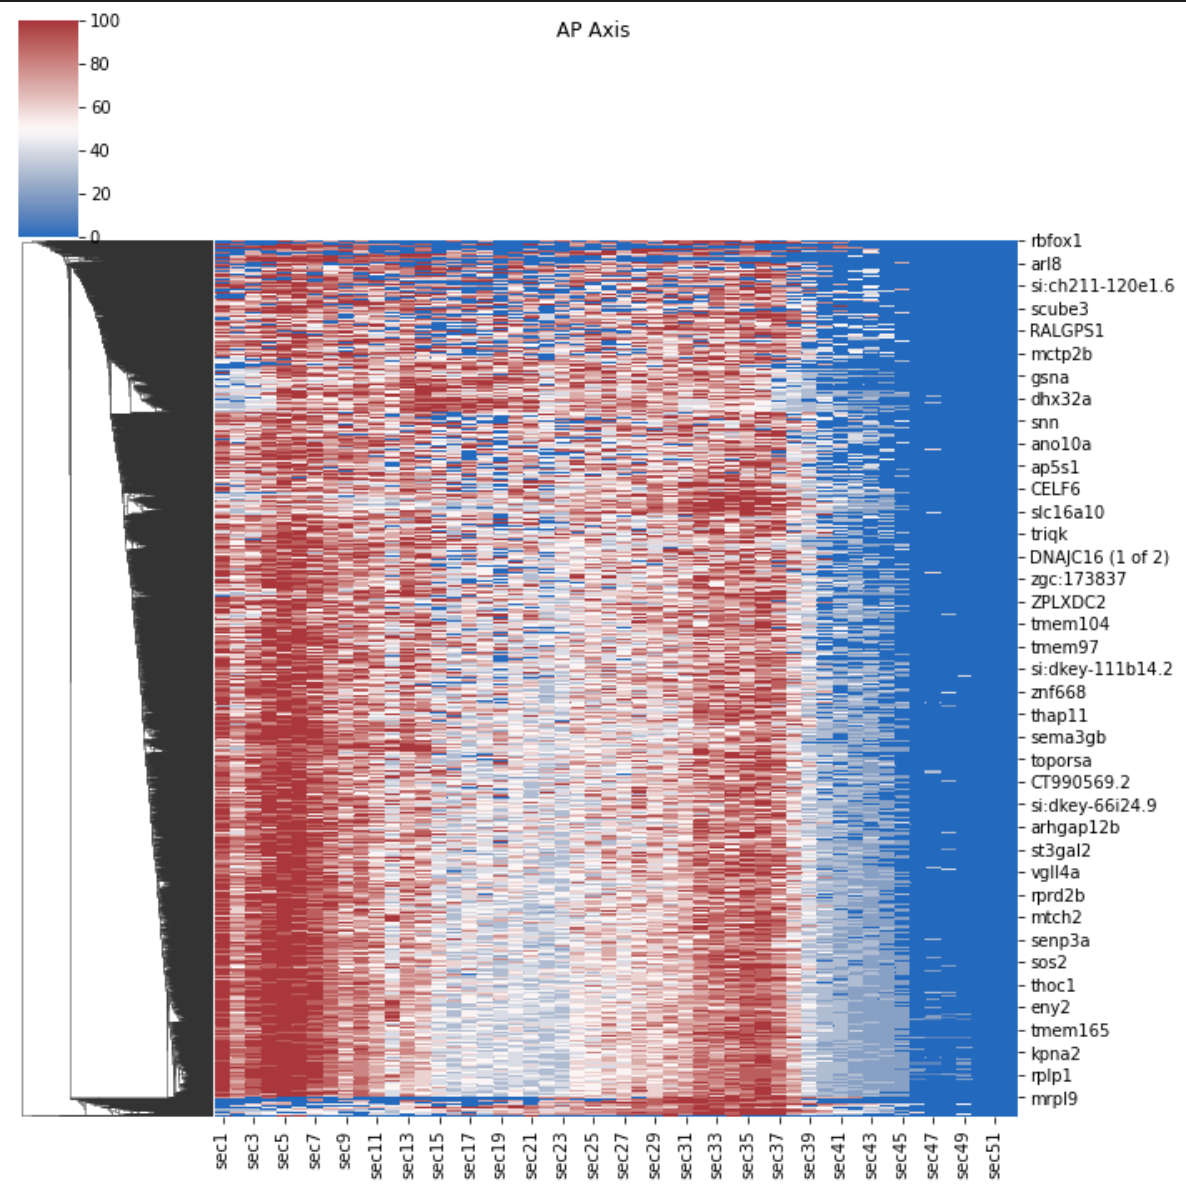 AP Axis
100
80
60
40
20
0
rbfox1
arl8
si:ch211-120e1.6
scube3
RALGPS1
mctp2b
gsna
dhx32a
snn
ano10a
ap5s1
CELF6
slc16a10
triqk
DNAJC16 (1 of 2)
zgc:173837
ZPLXDC2
tmem104
tmem97
si:dkey-111b14.2
znf668
thap11
sema3gb
toporsa
CT990569.2
si:dkey-66i24.9
arhgap12b
st3gal2
vgll4a
rprd2b
mtch2
senp3a
sos2
thoc1
eny2
tmem165
kpna2
rplp1
mrpl9
sec1
sec3
sec5
sec7
sec9
sec11
sec13
sec15
sec17
sec19
sec21
sec23
sec25
sec27
sec29
sec31
sec33
sec35
sec37
sec39
sec41
sec43
sec45
sec47
sec49
sec51